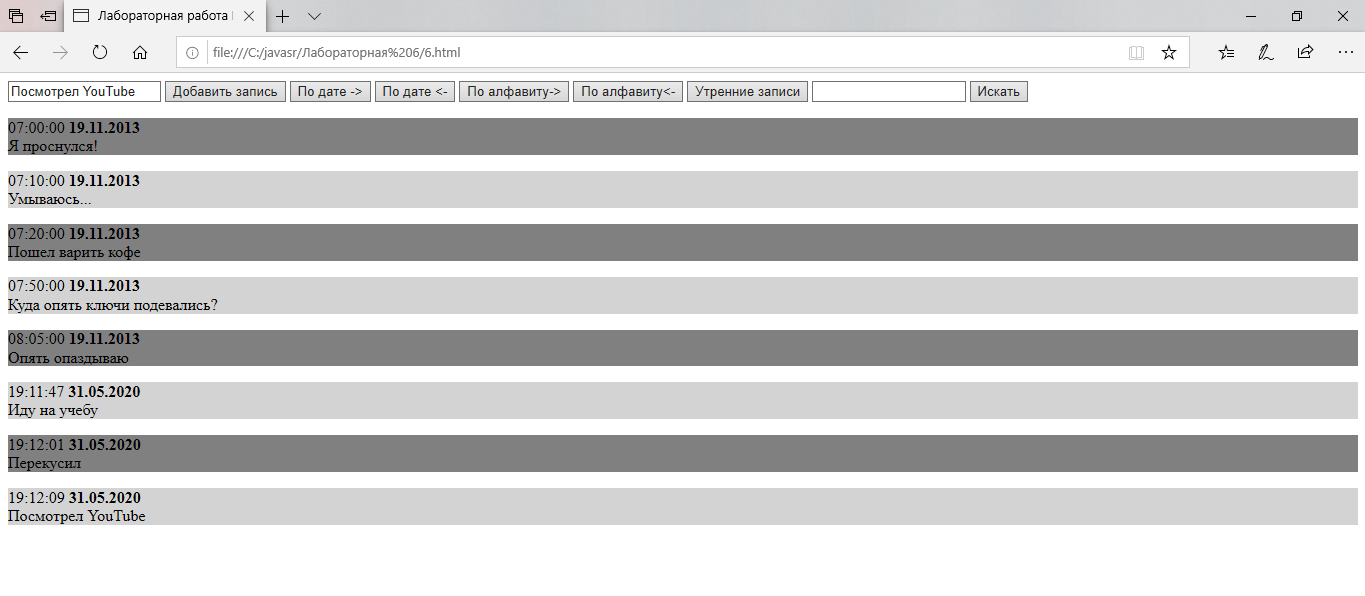 Лабораторная работа
file:///C:/javasr/Лабораторная%206/6.html
Посмотрел YouTube Добавить запись По дате -> По дате <- По алфавиту-> По алфавиту<- Утренние записи Искать
07:00:00 19.11.2013
Я проснулся!
07:10:00 19.11.2013
Умываюсь...
07:20:00 19.11.2013
Пошел варить кофе
07:50:00 19.11.2013
Куда опять ключи подевались?
08:05:00 19.11.2013
Опять опаздываю
19:11:47 31.05.2020
Иду на учебу
19:12:01 31.05.2020
Перекусил
19:12:09 31.05.2020
Посмотрел YouTube